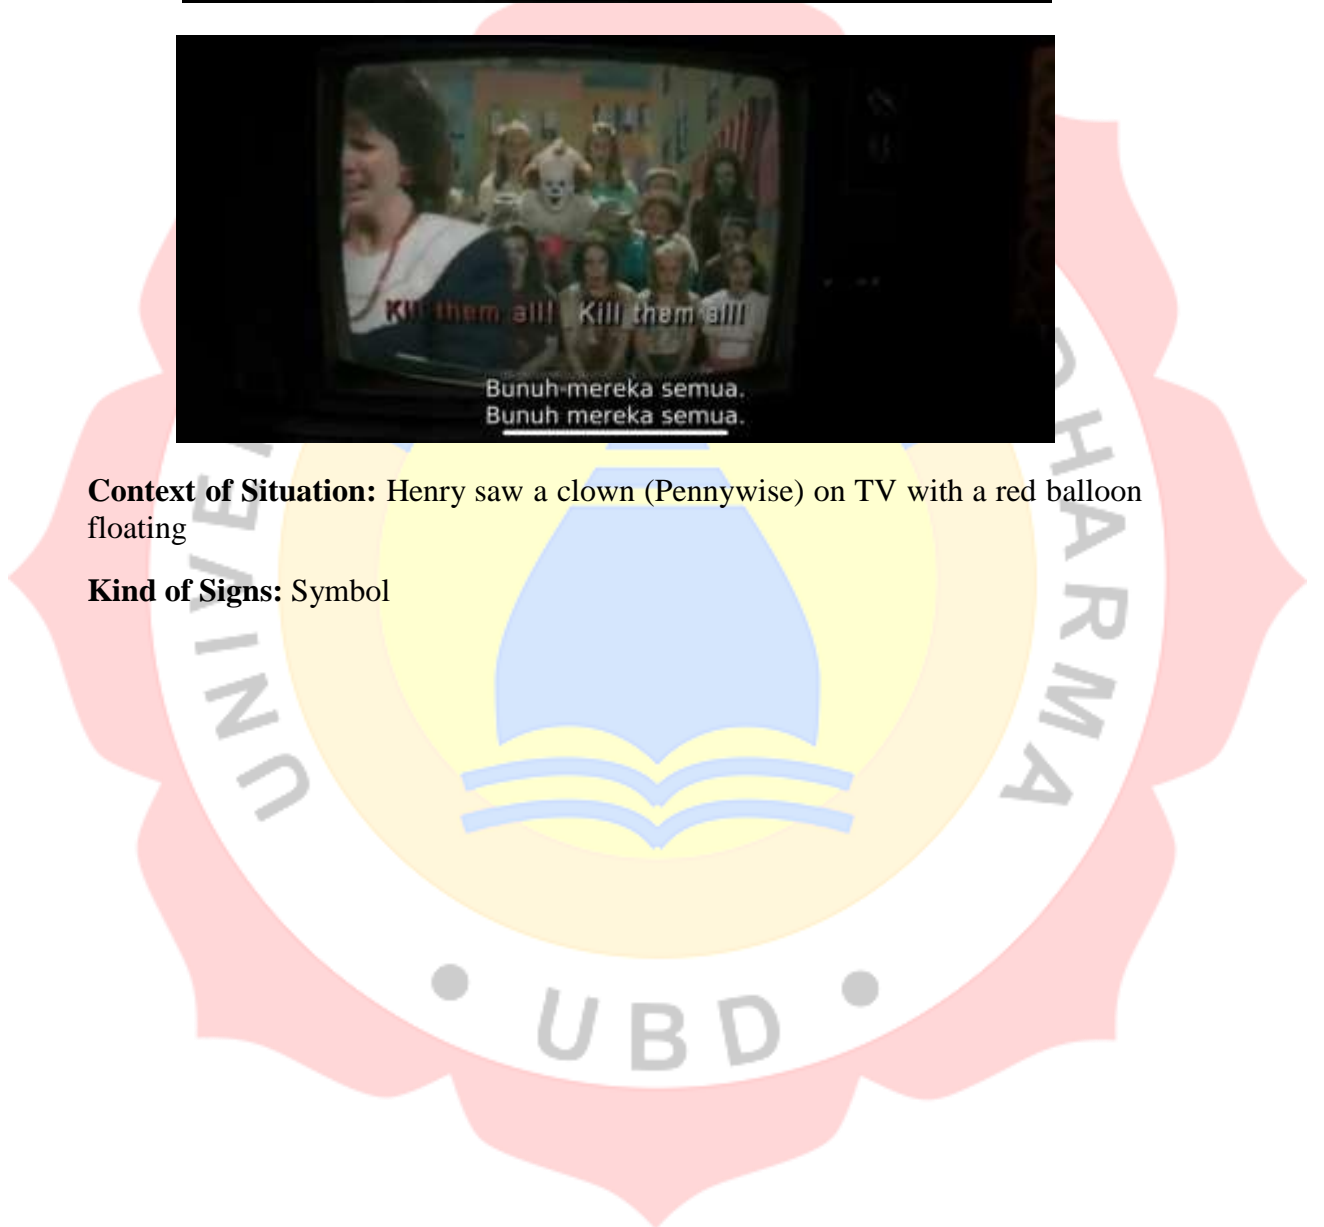 Kill them all! Kill them all!
Bunuh mereka semua.
Bunuh mereka semua.
Context of Situation: Henry saw a clown (Pennywise) on TV with a red balloon
floating
Kind of Signs: Symbol
DHARMA
UBD